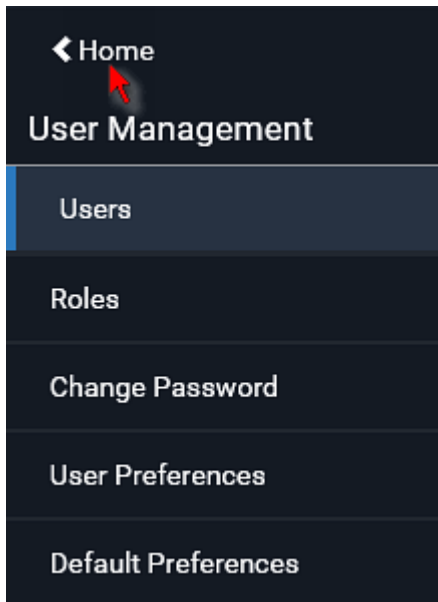 Home
User Management
Users
Roles
Change Password
User Preferences
Default Preferences